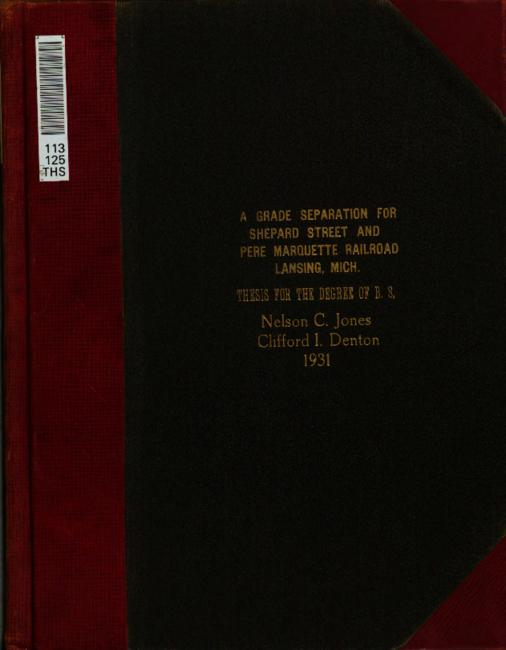 113
125
THS
A GRADE SEPARATION FOR
SHEPARD STREET AND
PERE MARQUETTE RAILROAD
LANSING, MICH.
THESIS FOR THE DEGREE OF B. S.
Nelson C. Jones
Clifford I. Denton
1931